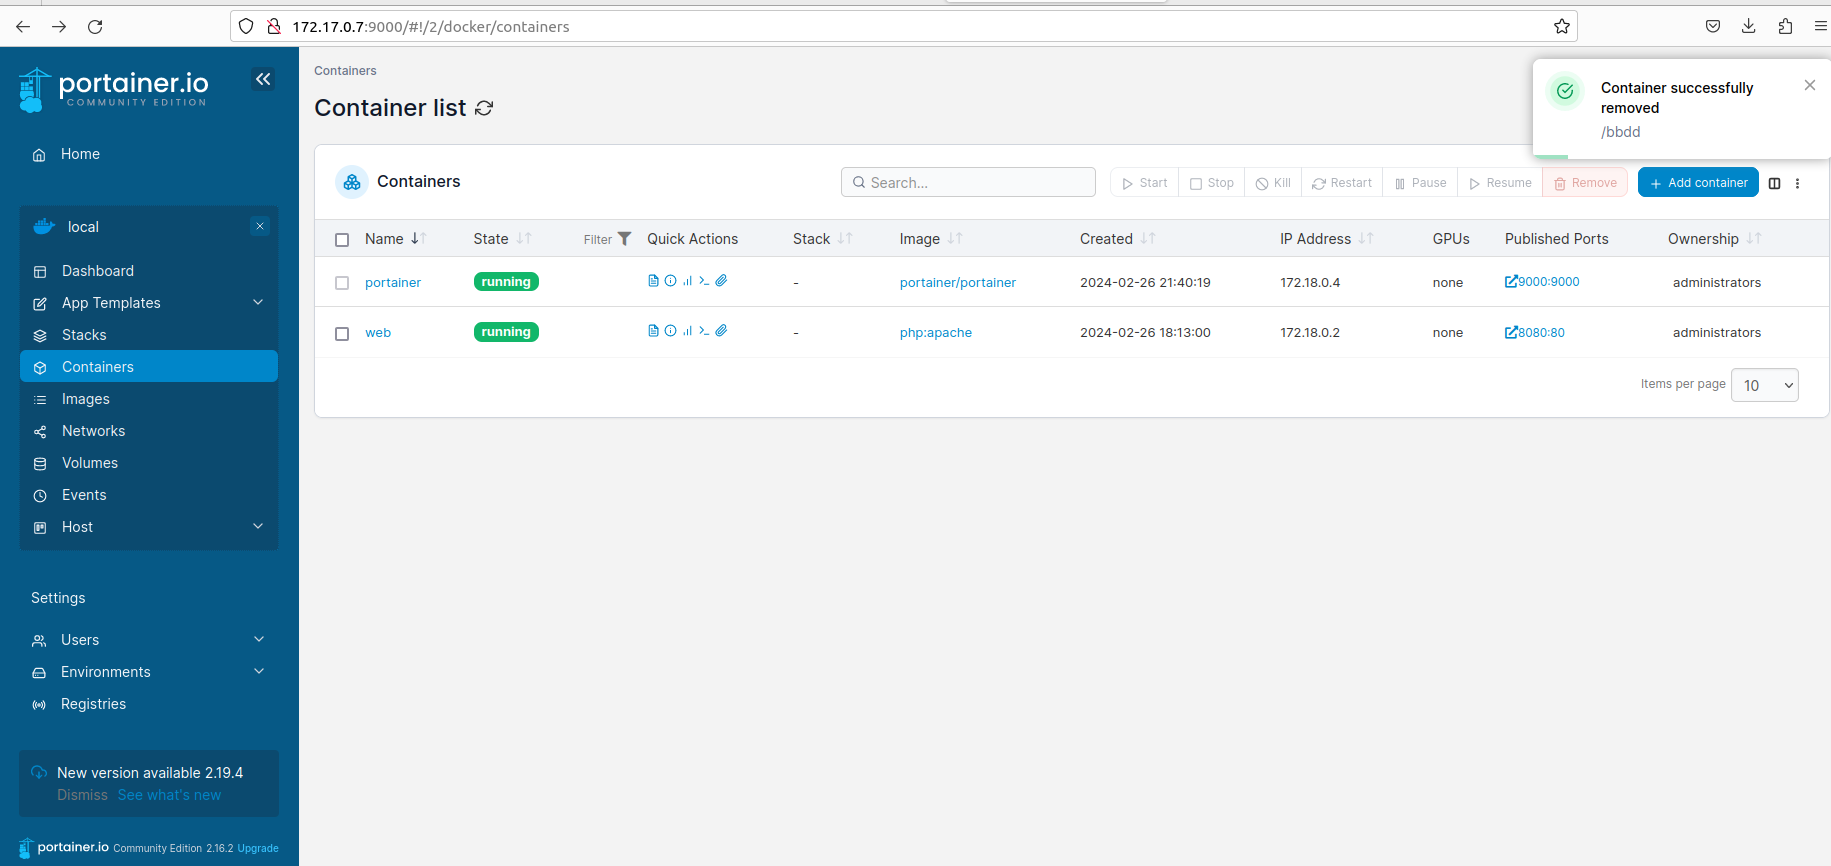 172.17.0.7:9000/#!/2/docker/containers
portainer.io
COMMUNITY EDITION
Home
local
Dashboard
App Templates
Stacks
Containers
Images
Networks
Volumes
Events
Host
Settings
Users
Environments
Registries
New version available 2.19.4
Dismiss See what's new
portainer.io Community Edition 2.16.2 Upgrade
Containers
Container list
Container successfully
removed
/bbdd
Containers Search... Start Stop Kill Restart Pause Resume Remove + Add container
Name State Filter Quick Actions Stack Image Created IP Address GPUs Published Ports Ownership
portainer running - portainer/portainer 2024-02-26 21:40:19 172.18.0.4 none 9000:9000 administrators
web running - php:apache 2024-02-26 18:13:00 172.18.0.2 none 8080:80 administrators
Items per page 10